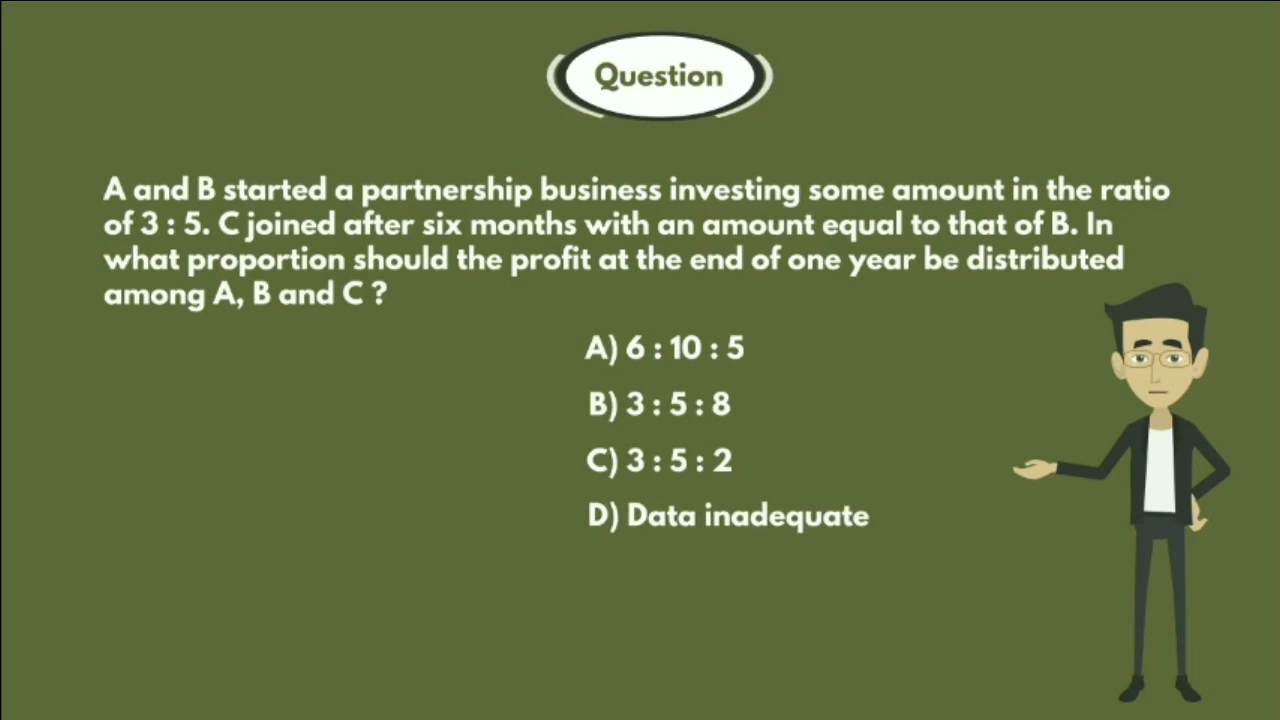 Question
A and B started a partnership business investing some amount in the ratio
of 3 : 5. C joined after six months with an amount equal to that of B. In
what proportion should the profit at the end of one year be distributed
among A, B and C ?
A) 6 : 10 : 5
B) 3 : 5 : 8
C) 3 : 5 : 2
D) Data inadequate